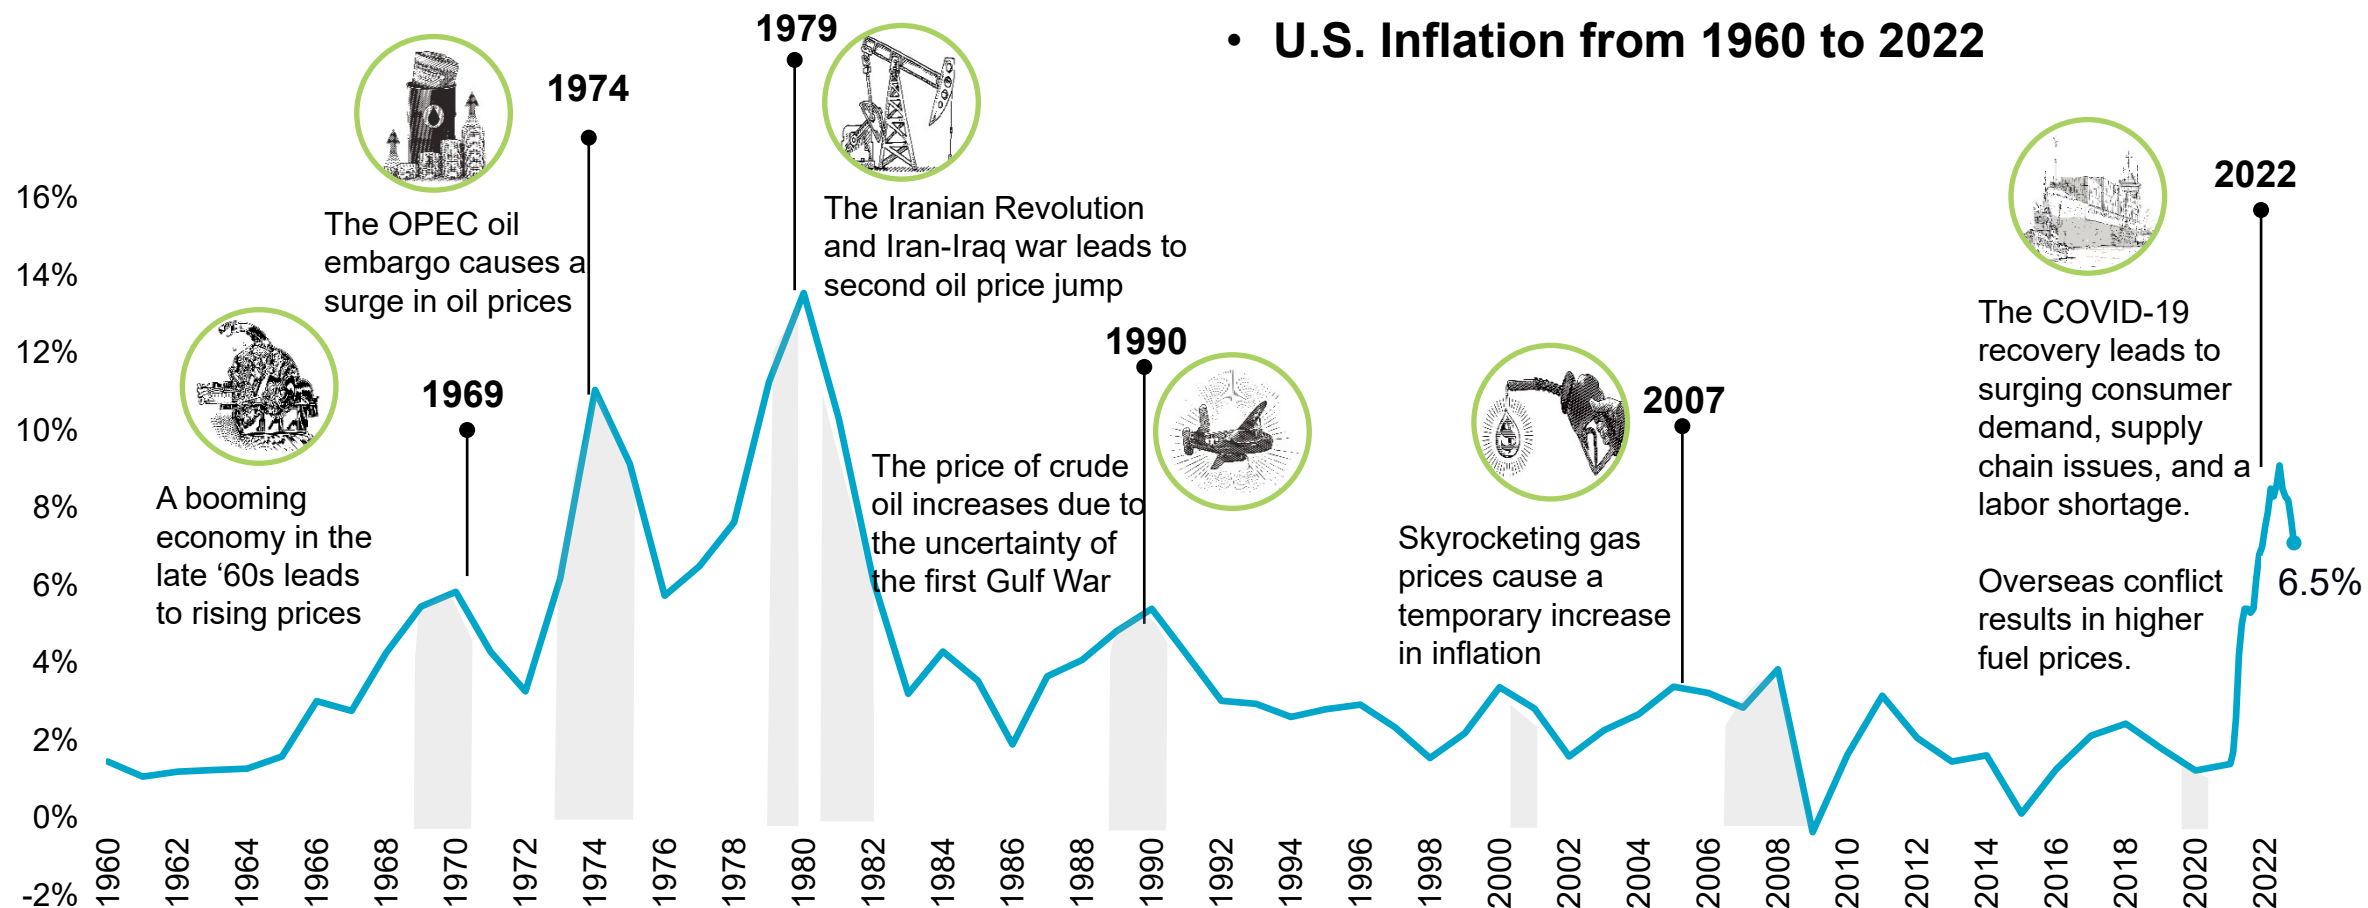 • U.S. Inflation from 1960 to 2022
1969
A booming
economy in the
late ‘60s leads
to rising prices
1974
The OPEC oil
embargo causes a
surge in oil prices
1979
The Iranian Revolution
and Iran-Iraq war leads to
second oil price jump
1990
The price of crude
oil increases due to
the uncertainty of
the first Gulf War
2007
Skyrocketing gas
prices cause a
temporary increase
in inflation
2022
The COVID-19
recovery leads to
surging consumer
demand, supply
chain issues, and a
labor shortage.
Overseas conflict
results in higher
fuel prices.
6.5%
16%
14%
12%
10%
8%
6%
4%
2%
0%
-2%
1960
1962
1964
1966
1968
1970
1972
1974
1976
1978
1980
1982
1984
1986
1988
1990
1992
1994
1996
1998
2000
2002
2004
2006
2008
2010
2012
2014
2016
2018
2020
2022